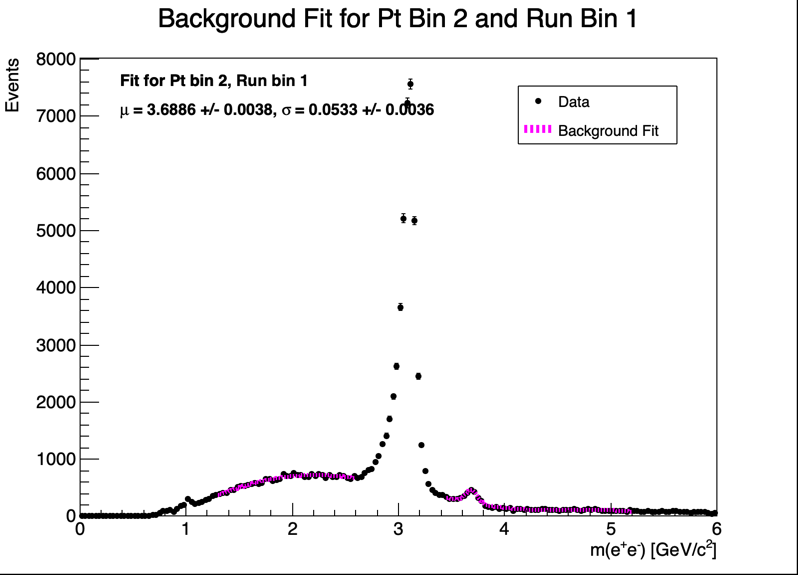 Background Fit for Pt Bin 2 and Run Bin 1
Events
8000
7000
6000
5000
4000
3000
2000
1000
0
Fit for Pt bin 2, Run bin 1
μ = 3.6886 +/- 0.0038, σ = 0.0533 +/- 0.0036
Data
Background Fit
0 1 2 3 4 5 6
m(e⁺e⁻) [GeV/c²]